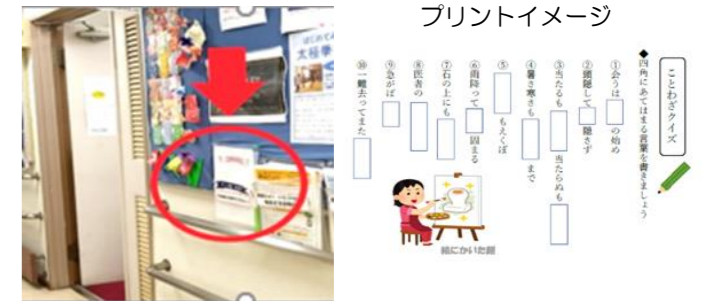 プリントイメージ
ことわざクイズ
◆四角にあてはまる言葉を書きましょう
①会うは の始め
②頭隠して 隠さず
③当たるも 当たらぬも
④暑さ寒さも まで
⑤ もえくぼ
⑥雨降って 固まる
⑦石の上にも
⑧医者の
⑨急がば
⑩一難去ってまた
絵にかいた餅
はじめて
太極拳